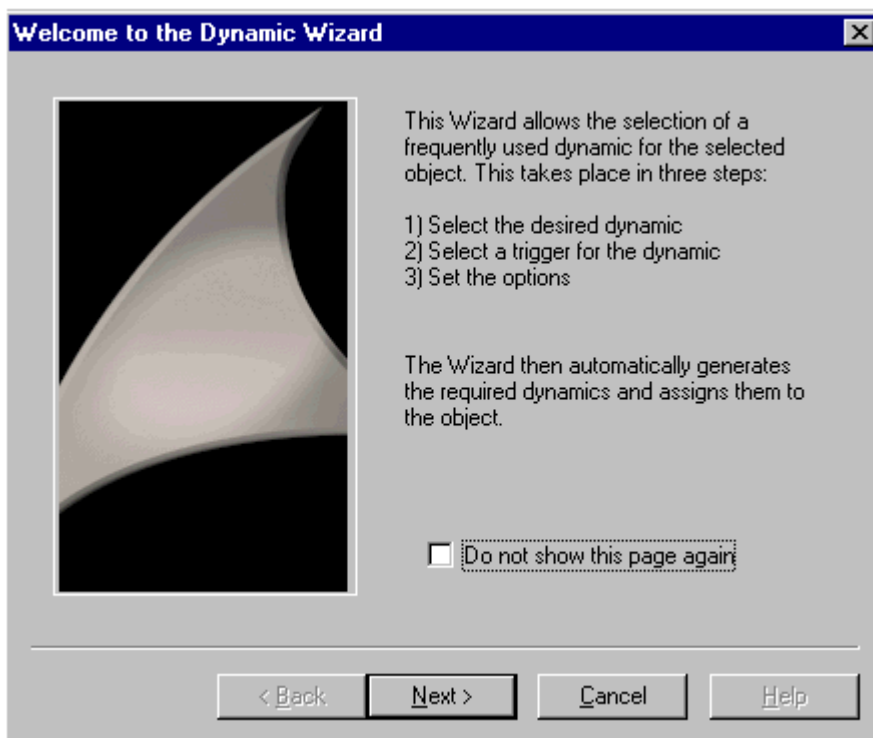 Welcome to the Dynamic Wizard
This Wizard allows the selection of a
frequently used dynamic for the selected
object. This takes place in three steps:
1) Select the desired dynamic
2) Select a trigger for the dynamic
3) Set the options
The Wizard then automatically generates
the required dynamics and assigns them to
the object.
Do not show this page again
< Back
Next >
Cancel
Help